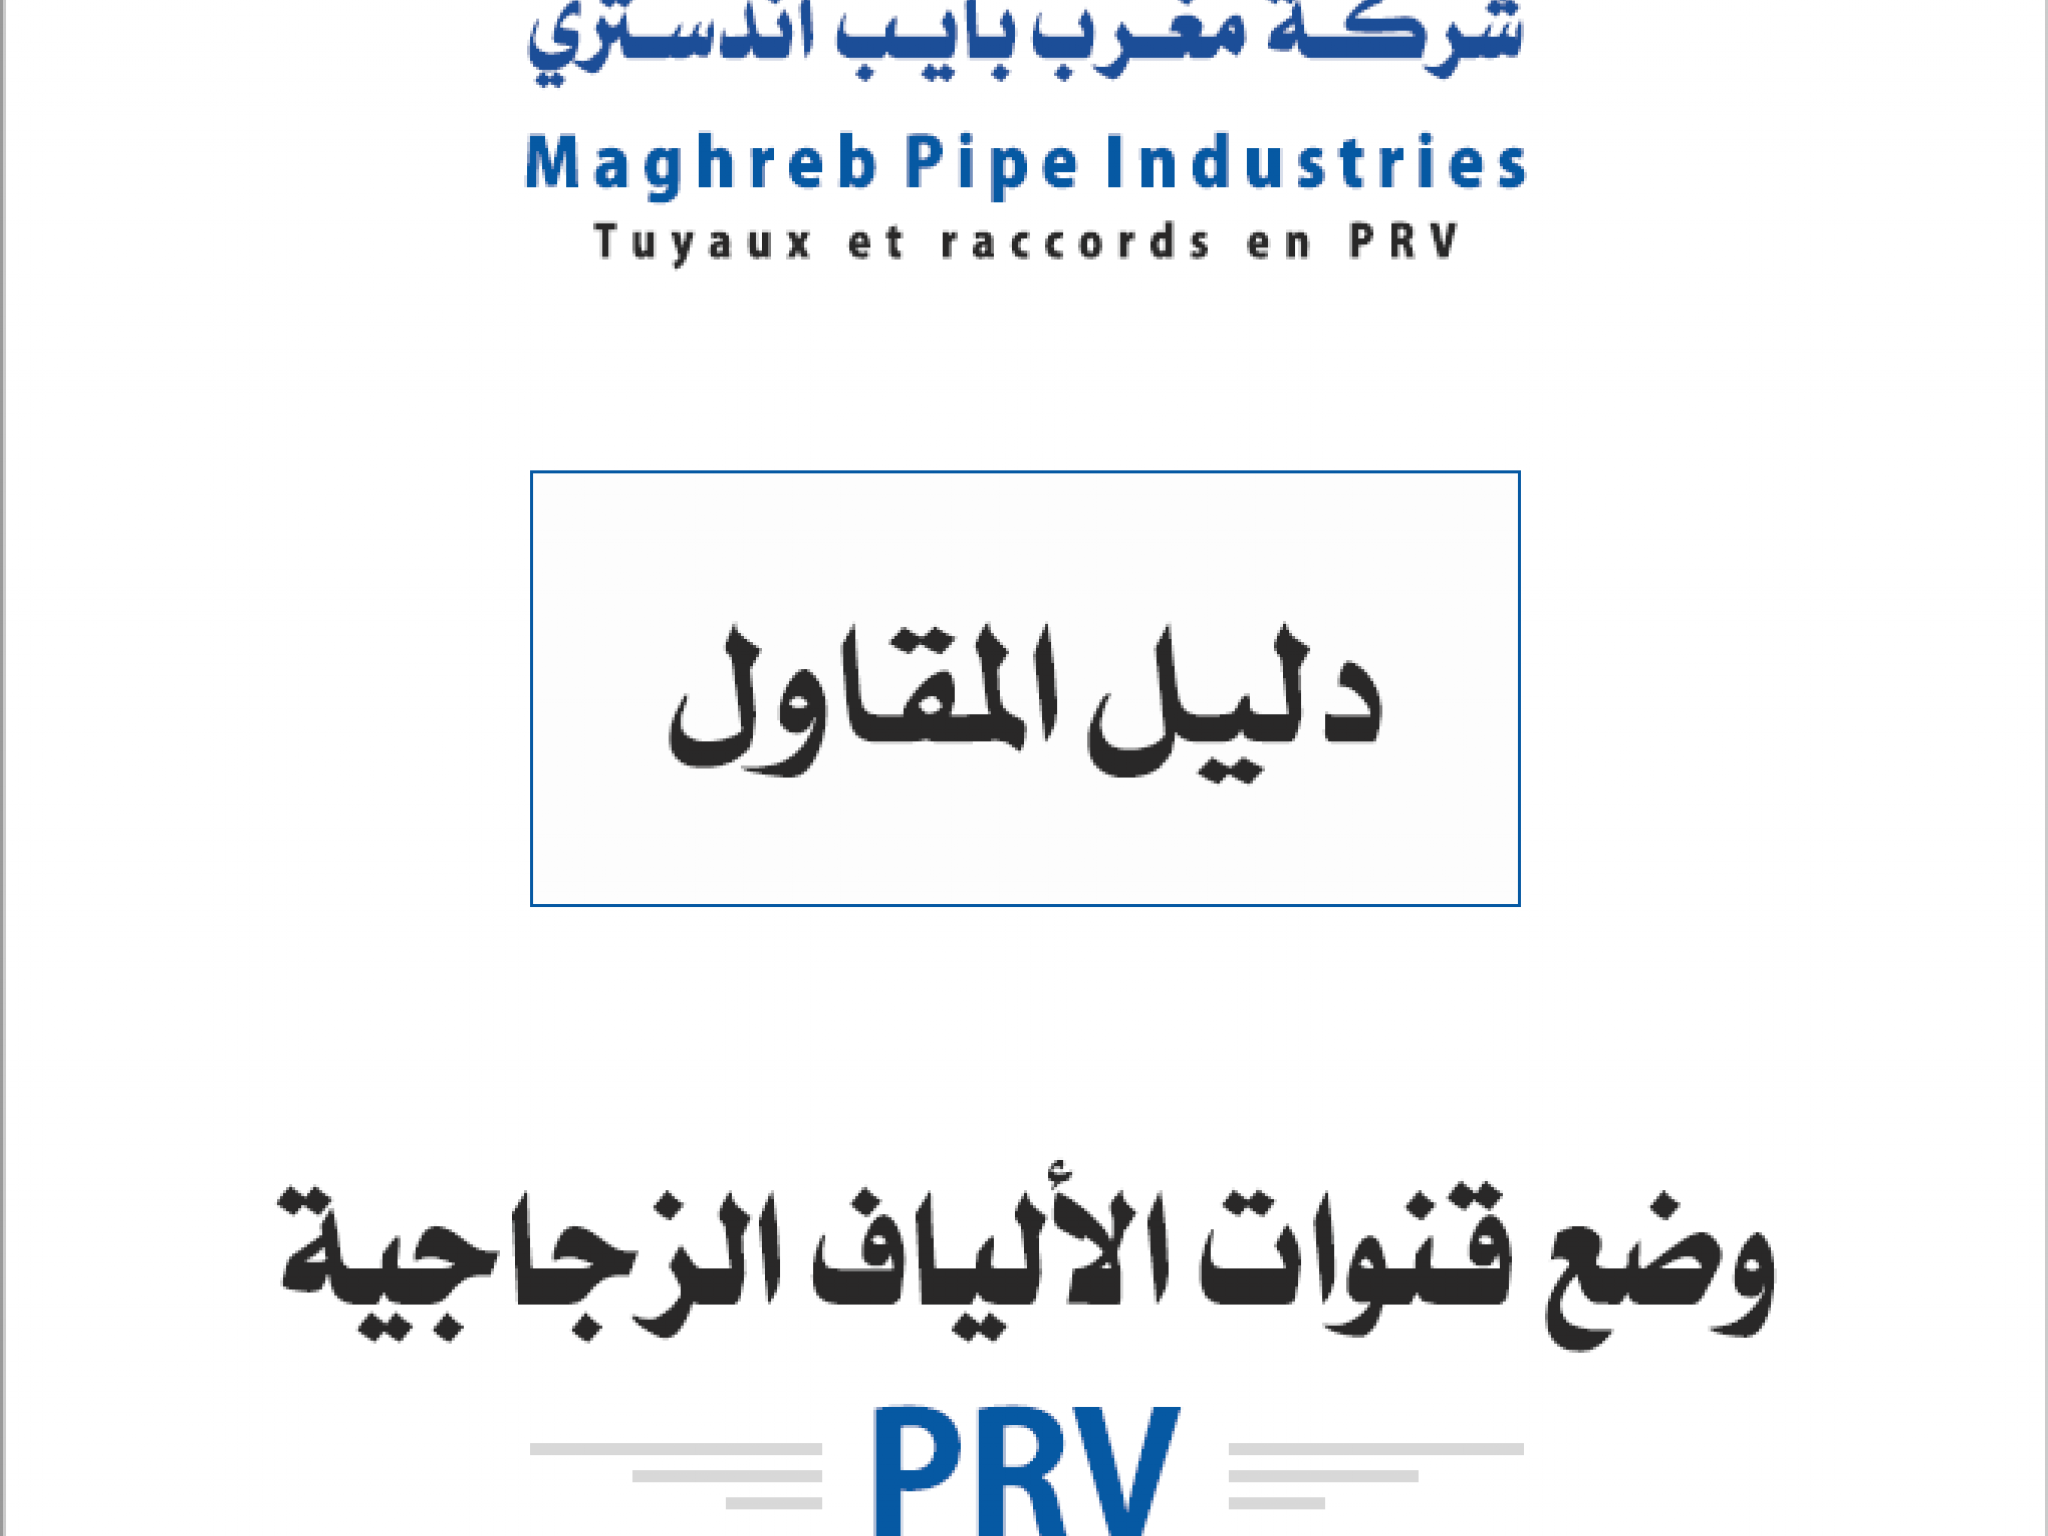 شركة مغرب بايب اندستري
Maghreb Pipe Industries
Tuyaux et raccords en PRV
دليل المقاول
وضع قنوات الألياف الزجاجية
PRV